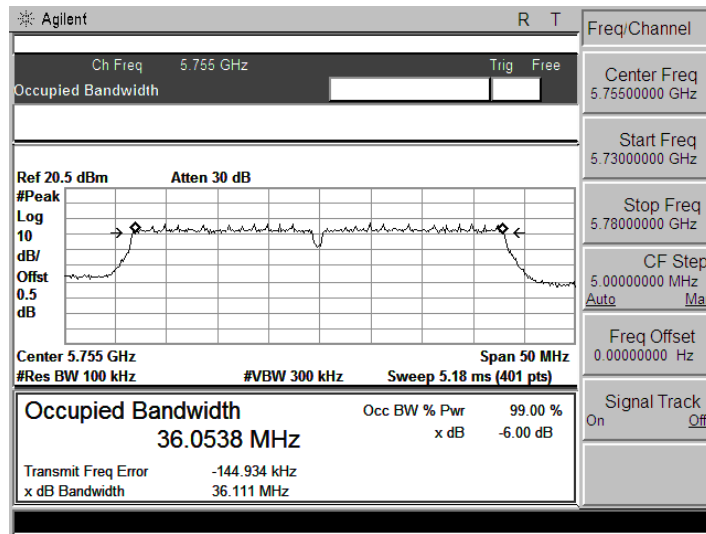 Agilent R T
Ch Freq 5.755 GHz Trig Free
Occupied Bandwidth
Ref 20.5 dBm Atten 30 dB
#Peak
Log
10
dB/
Offst
0.5
dB
Center 5.755 GHz Span 50 MHz
#Res BW 100 kHz #VBW 300 kHz Sweep 5.18 ms (401 pts)
Occupied Bandwidth Occ BW % Pwr 99.00 %
36.0538 MHz x dB -6.00 dB
Transmit Freq Error -144.934 kHz
x dB Bandwidth 36.111 MHz
Freq/Channel
Center Freq
5.75500000 GHz
Start Freq
5.73000000 GHz
Stop Freq
5.78000000 GHz
CF Step
5.00000000 MHz
Auto Ma
Freq Offset
0.00000000 Hz
Signal Track
On Off